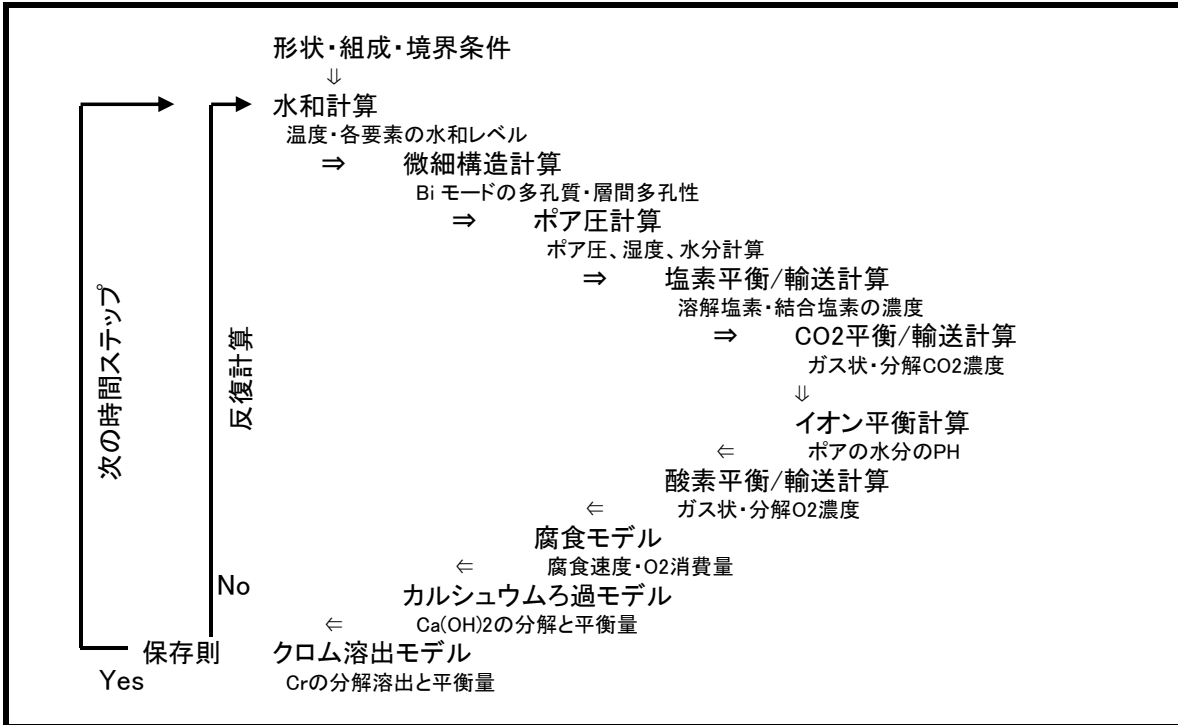 形状・組成・境界条件
⇓
水和計算
温度・各要素の水和レベル
⇒ 微細構造計算
Bi モードの多孔質・層間多孔性
⇒ ポア圧計算
ポア圧、湿度、水分計算
⇒ 塩素平衡/輸送計算
溶解塩素・結合塩素の濃度
⇒ CO2平衡/輸送計算
ガス状・分解CO2濃度
⇓
イオン平衡計算
⇐ ポアの水分のPH
酸素平衡/輸送計算
⇐ ガス状・分解O2濃度
腐食モデル
⇐ 腐食速度・O2消費量
カルシュウムろ過モデル
⇐ Ca(OH)2の分解と平衡量
保存則 クロム溶出モデル
Crの分解溶出と平衡量
次の時間ステップ
反復計算
No
Yes